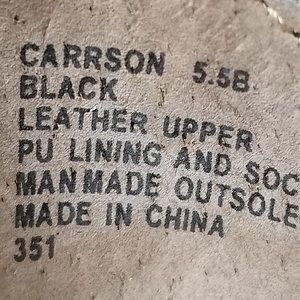 CARRSON 5.5B
BLACK
LEATHER UPPER
PU LINING AND SOC
MANMADE OUTSOLE
MADE IN CHINA
351